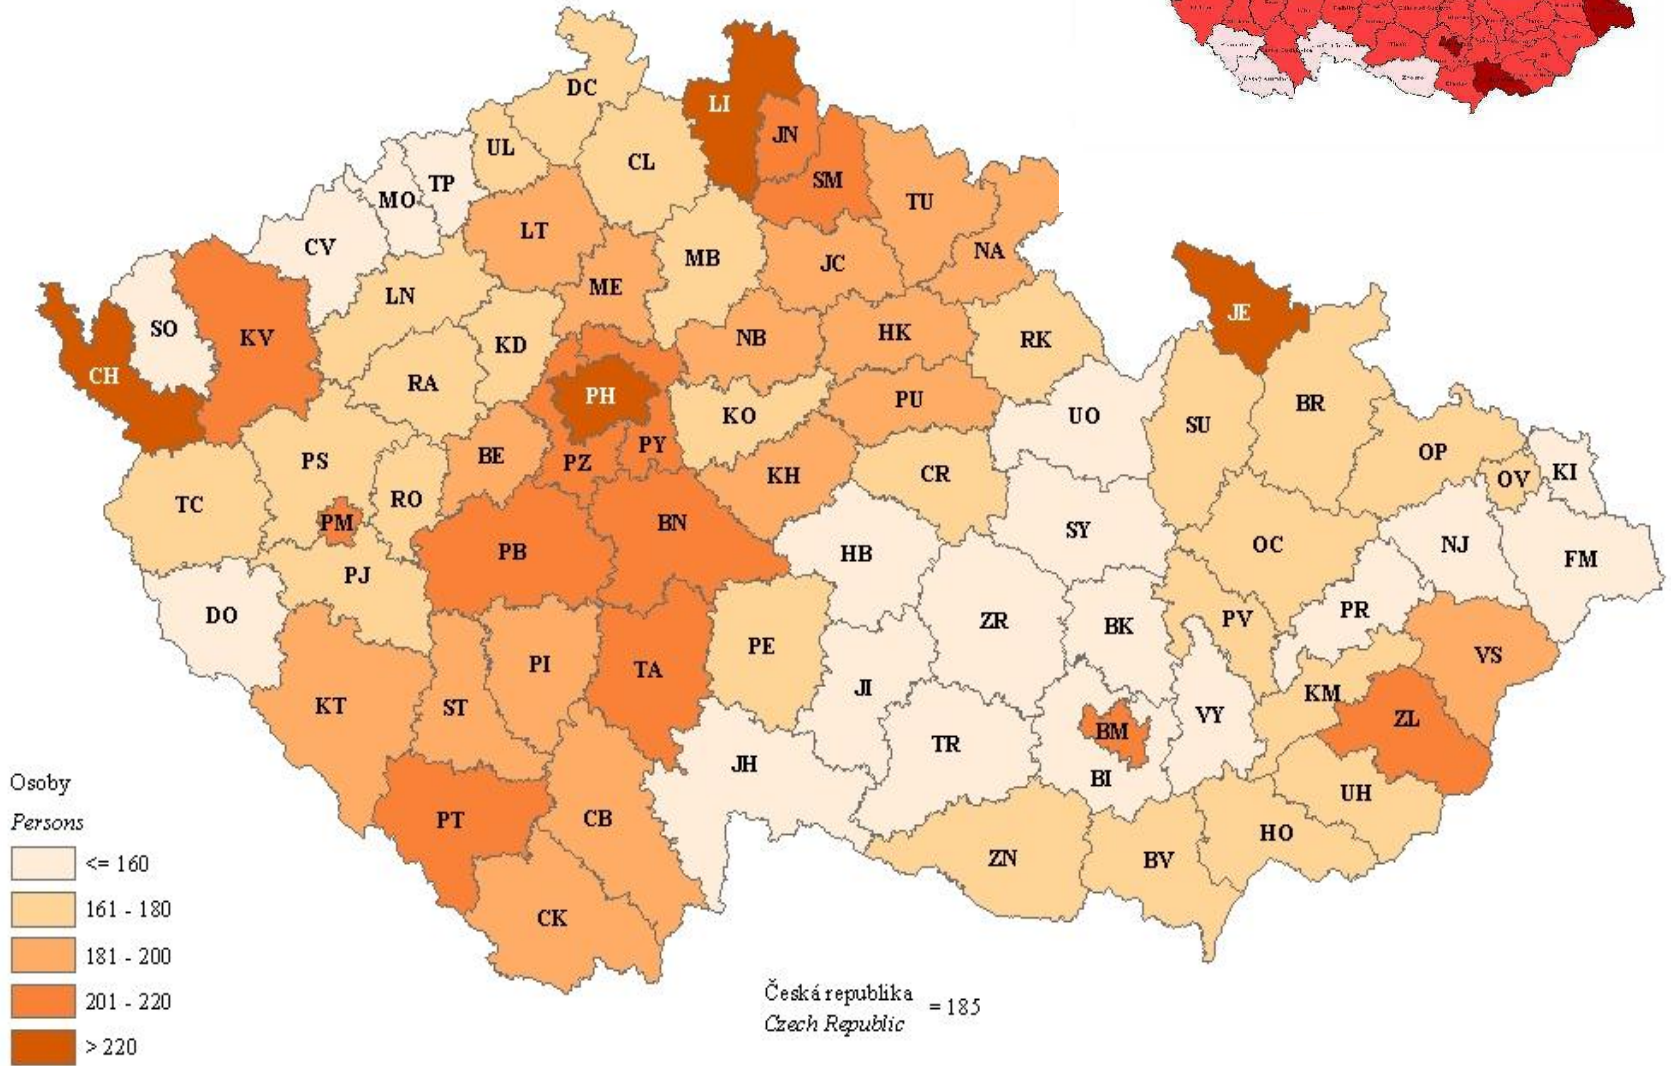 DC
LI
JN
UL
CL
SM
TP
MO
TU
LT
CV
NA
MB
JC
LN
ME
JE
SO
KV
NB
HK
RK
KD
CH
RA
PH
PU
BR
KO
UO
SU
PY
BE
PZ
OP
PS
KH
CR
KI
OV
TC
RO
PM
BN
SY
PB
HB
OC
NJ
FM
PJ
DO
ZR
BK
PV
PR
PE
VS
PI
TA
JI
KT
ST
KM
VY
ZL
BM
TR
JH
BI
UH
PT
CB
HO
ZN
BV
CK
Osoby
Persons
<= 160
161 - 180
181 - 200
201 - 220
> 220
Česká republika = 185
Czech Republic